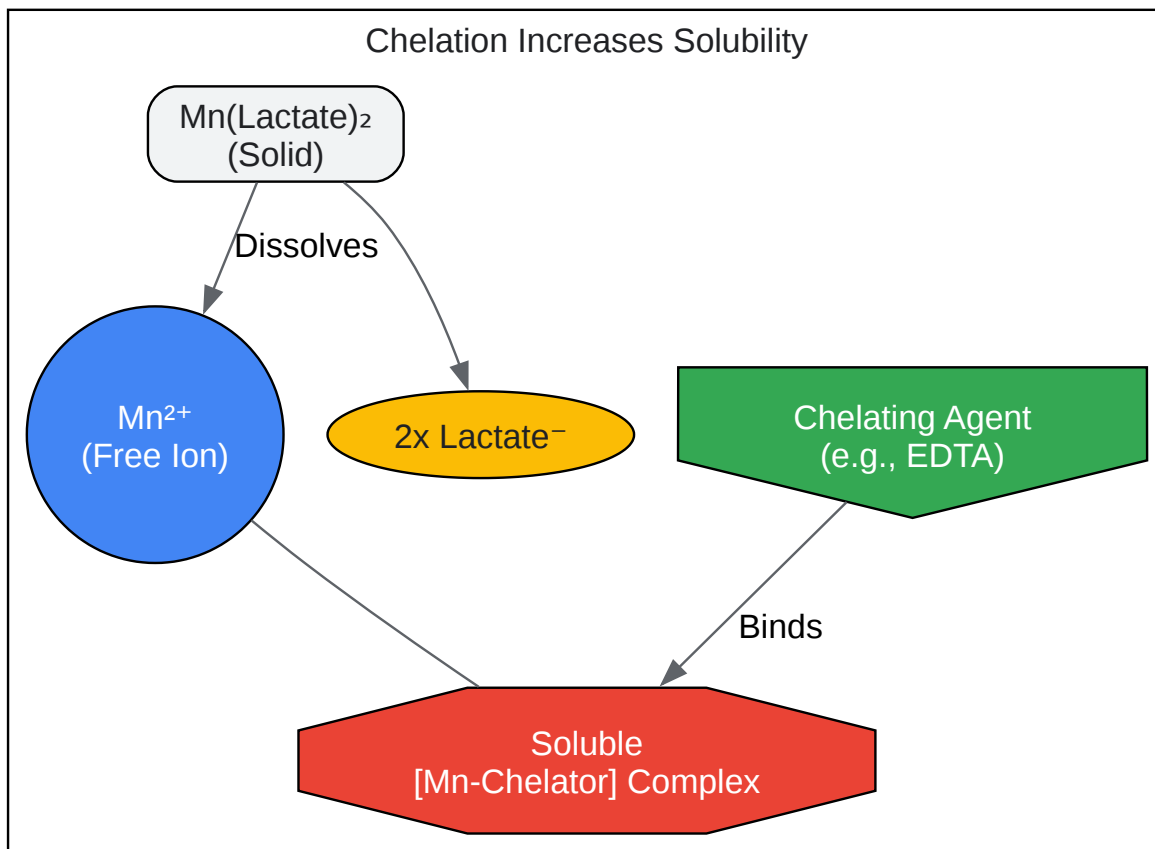 Chelation Increases Solubility
Mn(Lactate)₂
(Solid)
Dissolves
Mn²⁺
(Free Ion)
2x Lactate⁻
Chelating Agent
(e.g., EDTA)
Binds
Soluble
[Mn-Chelator] Complex